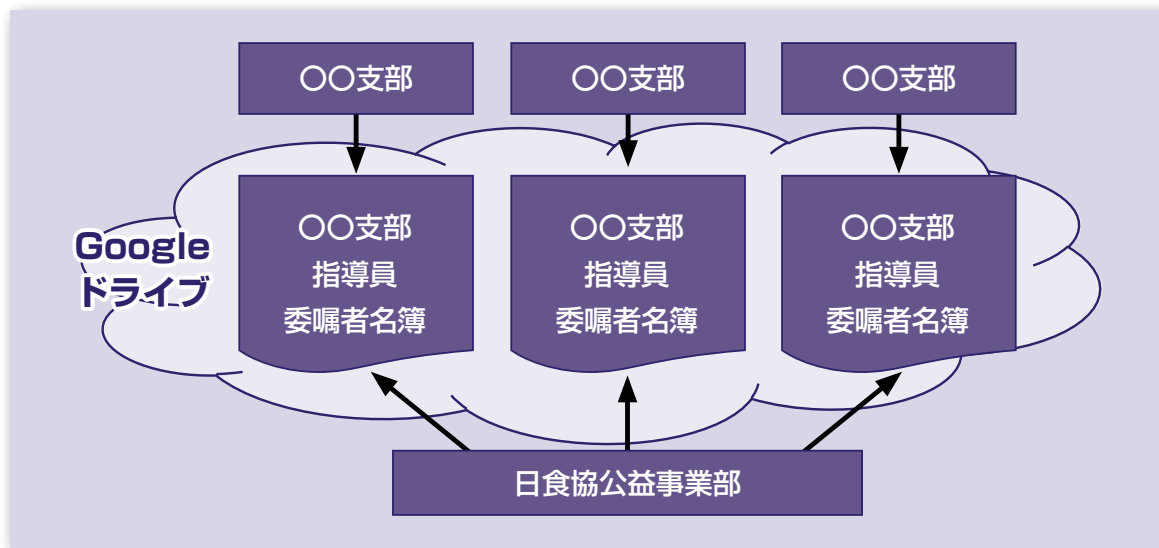 〇〇支部
〇〇支部
〇〇支部
Google
ドライブ
〇〇支部
指導員
委嘱者名簿
〇〇支部
指導員
委嘱者名簿
〇〇支部
指導員
委嘱者名簿
日食協公益事業部